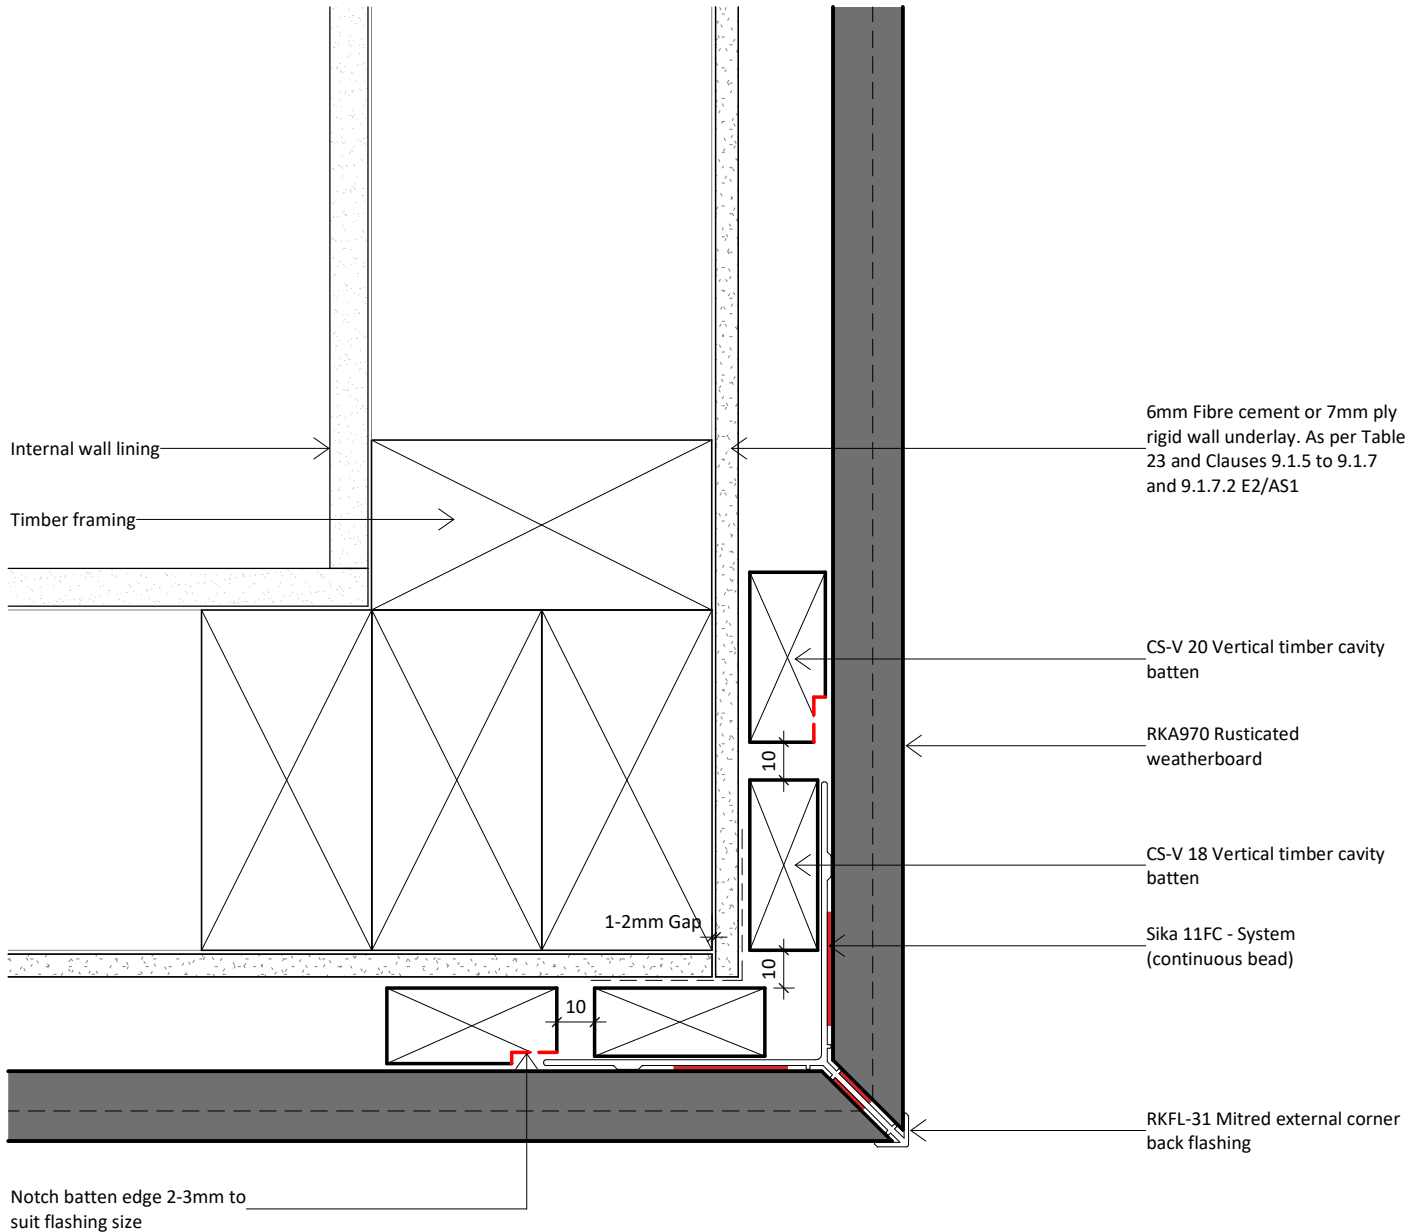 Internal wall lining
Timber framing
6mm Fibre cement or 7mm ply
rigid wall underlay. As per Table
23 and Clauses 9.1.5 to 9.1.7
and 9.1.7.2 E2/AS1
CS-V 20 Vertical timber cavity
batten
RKA970 Rusticated
weatherboard
10
CS-V 18 Vertical timber cavity
batten
1-2mm Gap
Sika 11FC - System
(continuous bead)
10
10
RKFL-31 Mitred external corner
back flashing
Notch batten edge 2-3mm to
suit flashing size